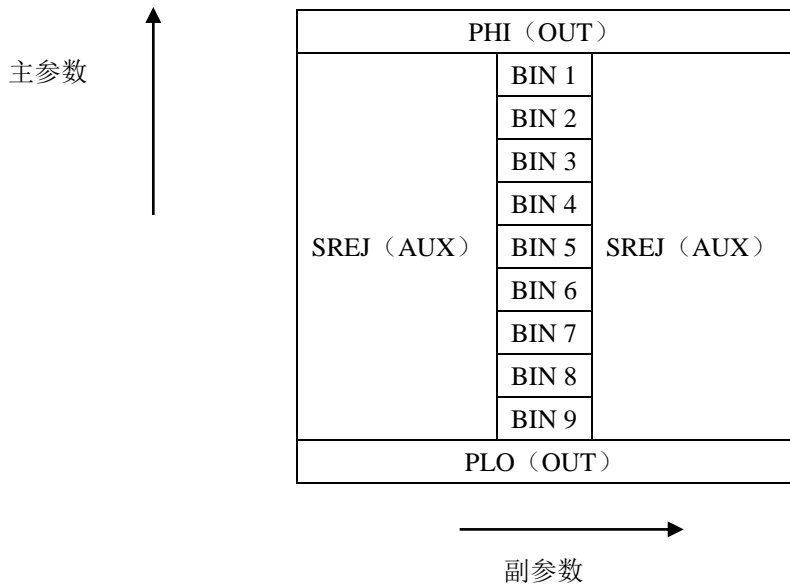 PHI（OUT）
主参数
BIN 1
BIN 2
BIN 3
BIN 4
SREJ（AUX） BIN 5 SREJ（AUX）
BIN 6
BIN 7
BIN 8
BIN 9
PLO（OUT）
副参数